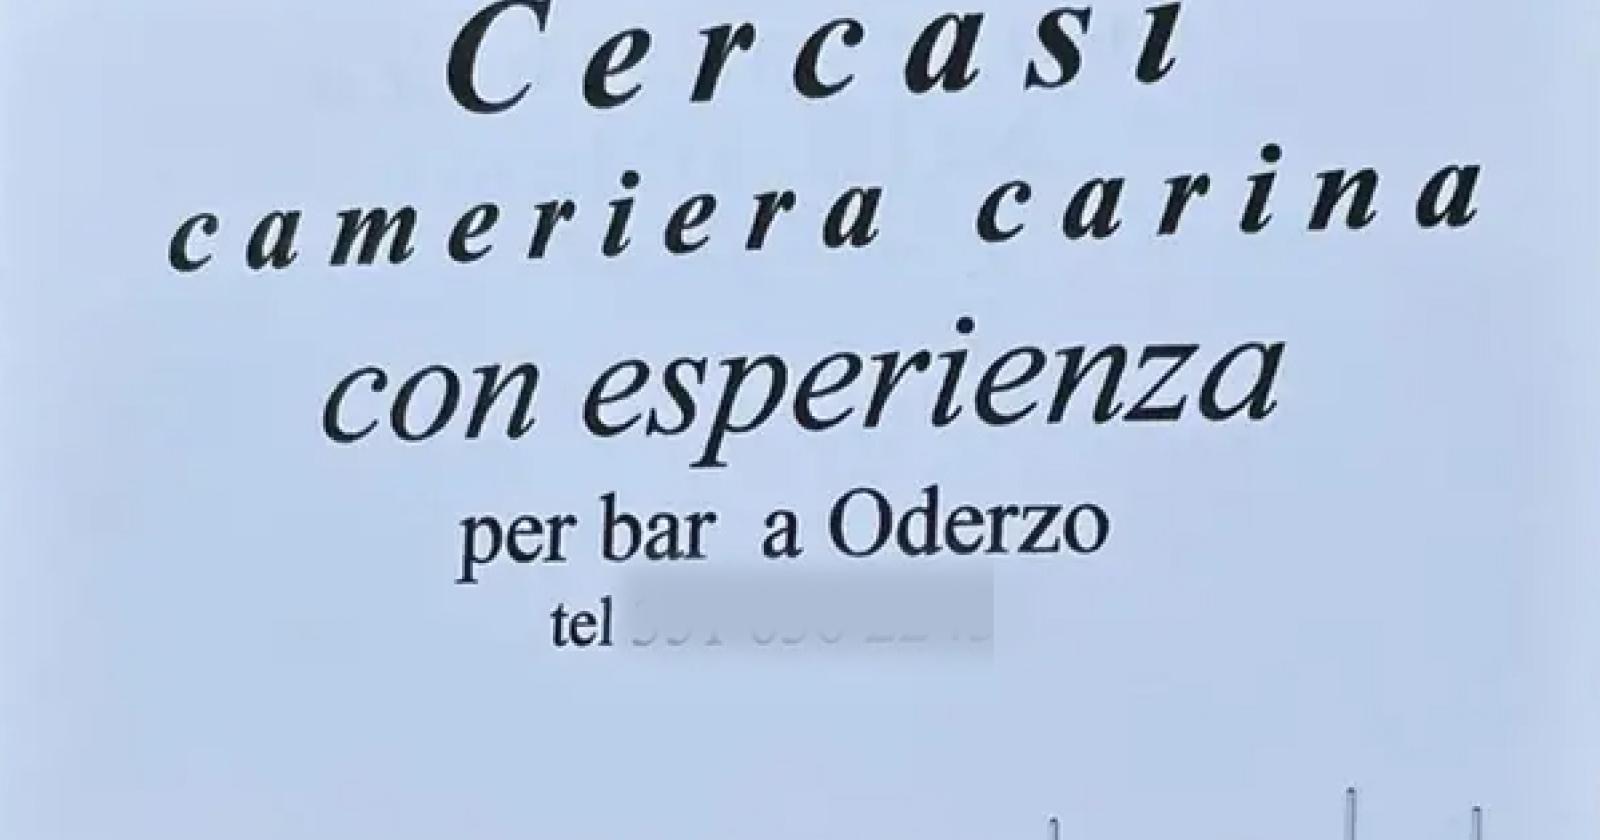 Cercasi
cameriera carina
con esperienza
per bar a Oderzo
tel